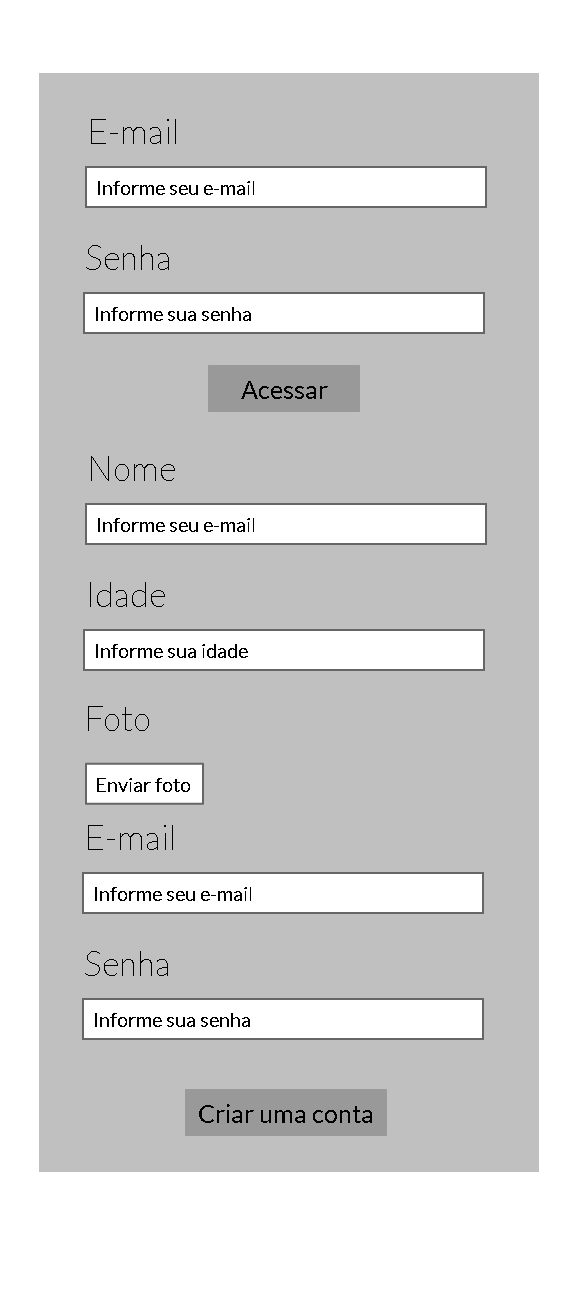 E-mail
Informe seu e-mail
Senha
Informe sua senha
Acessar
Nome
Informe seu e-mail
Idade
Informe sua idade
Foto
Enviar foto
E-mail
Informe seu e-mail
Senha
Informe sua senha
Criar uma conta